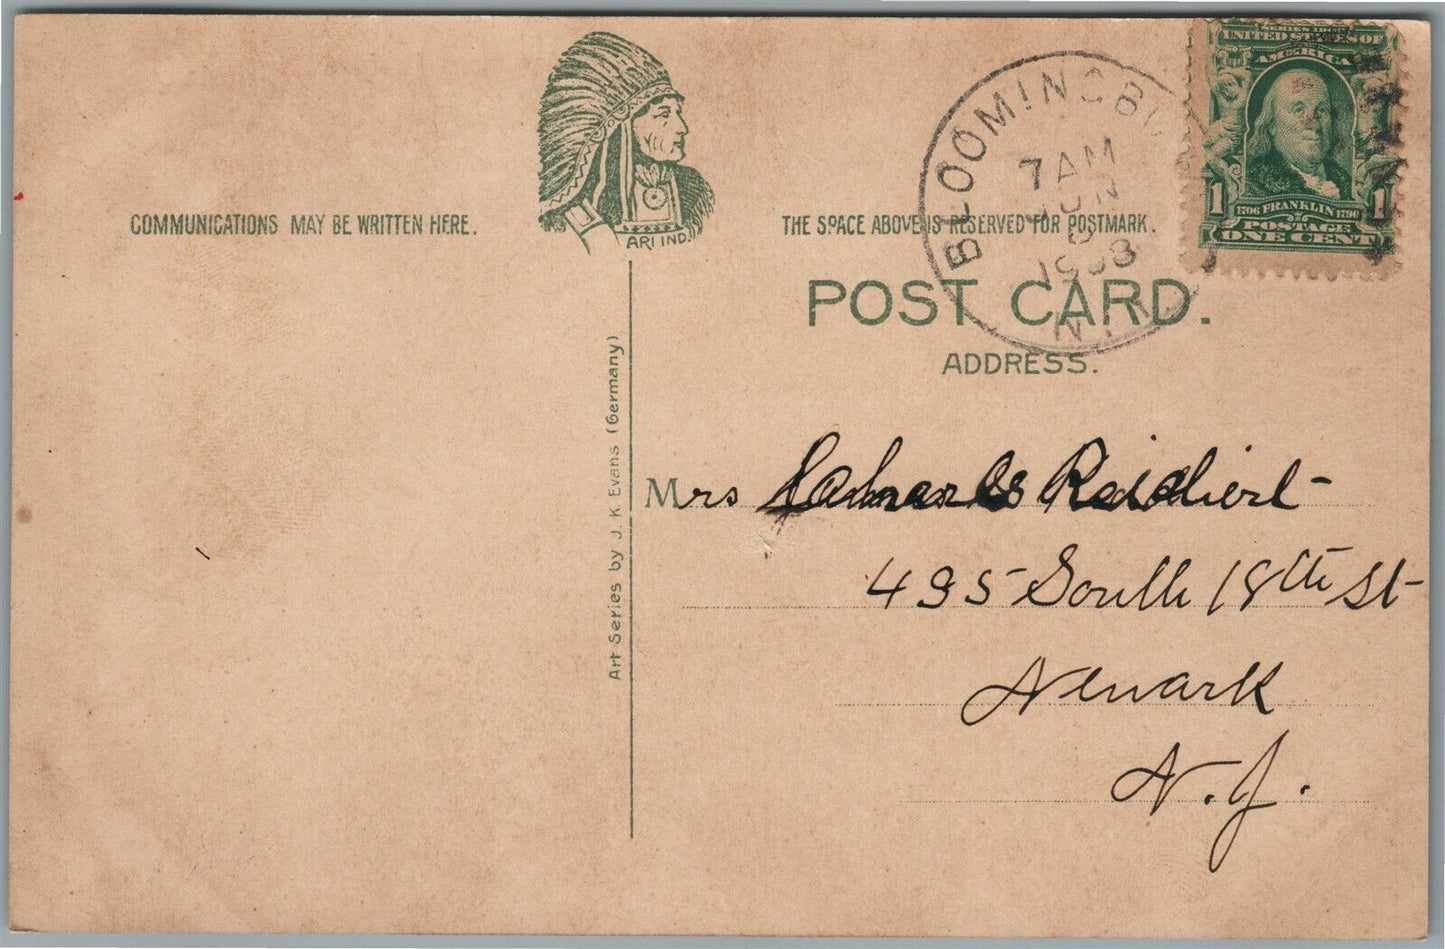 COMMUNICATIONS MAY BE WRITTEN HERE.
THE SPACE ABOVE IS RESERVED FOR POSTMARK.
POST CARD.
ADDRESS.
Art Series by J. K Evans (Germany)
7 AM
JUN
1908
N.Y.
UNITED STATES OF
AMERICA
1 1
1706 FRANKLIN 1790
POSTAGE
ONE CENT
Mrs
495 South 18th St
Newark
N.J.